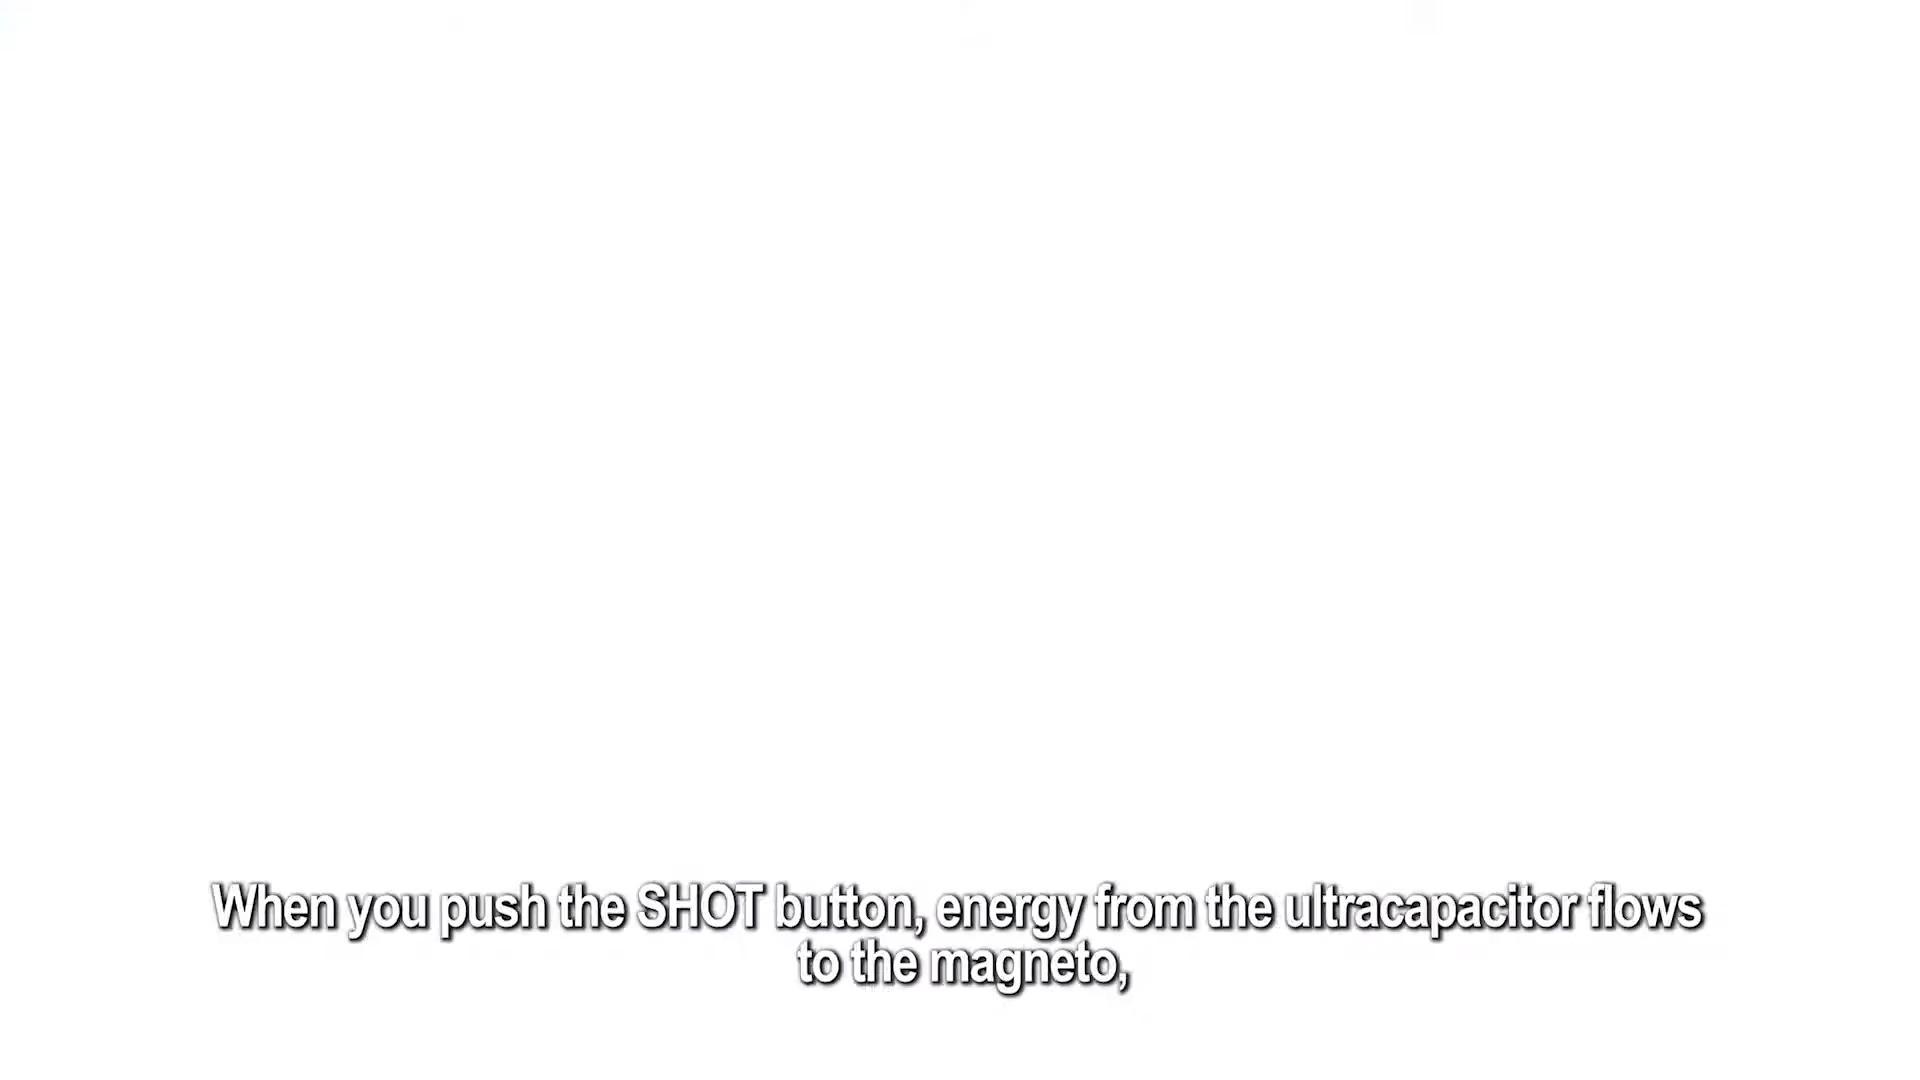 When you push the SHOT button, energy from the ultracapacitor flows
to the magneto,